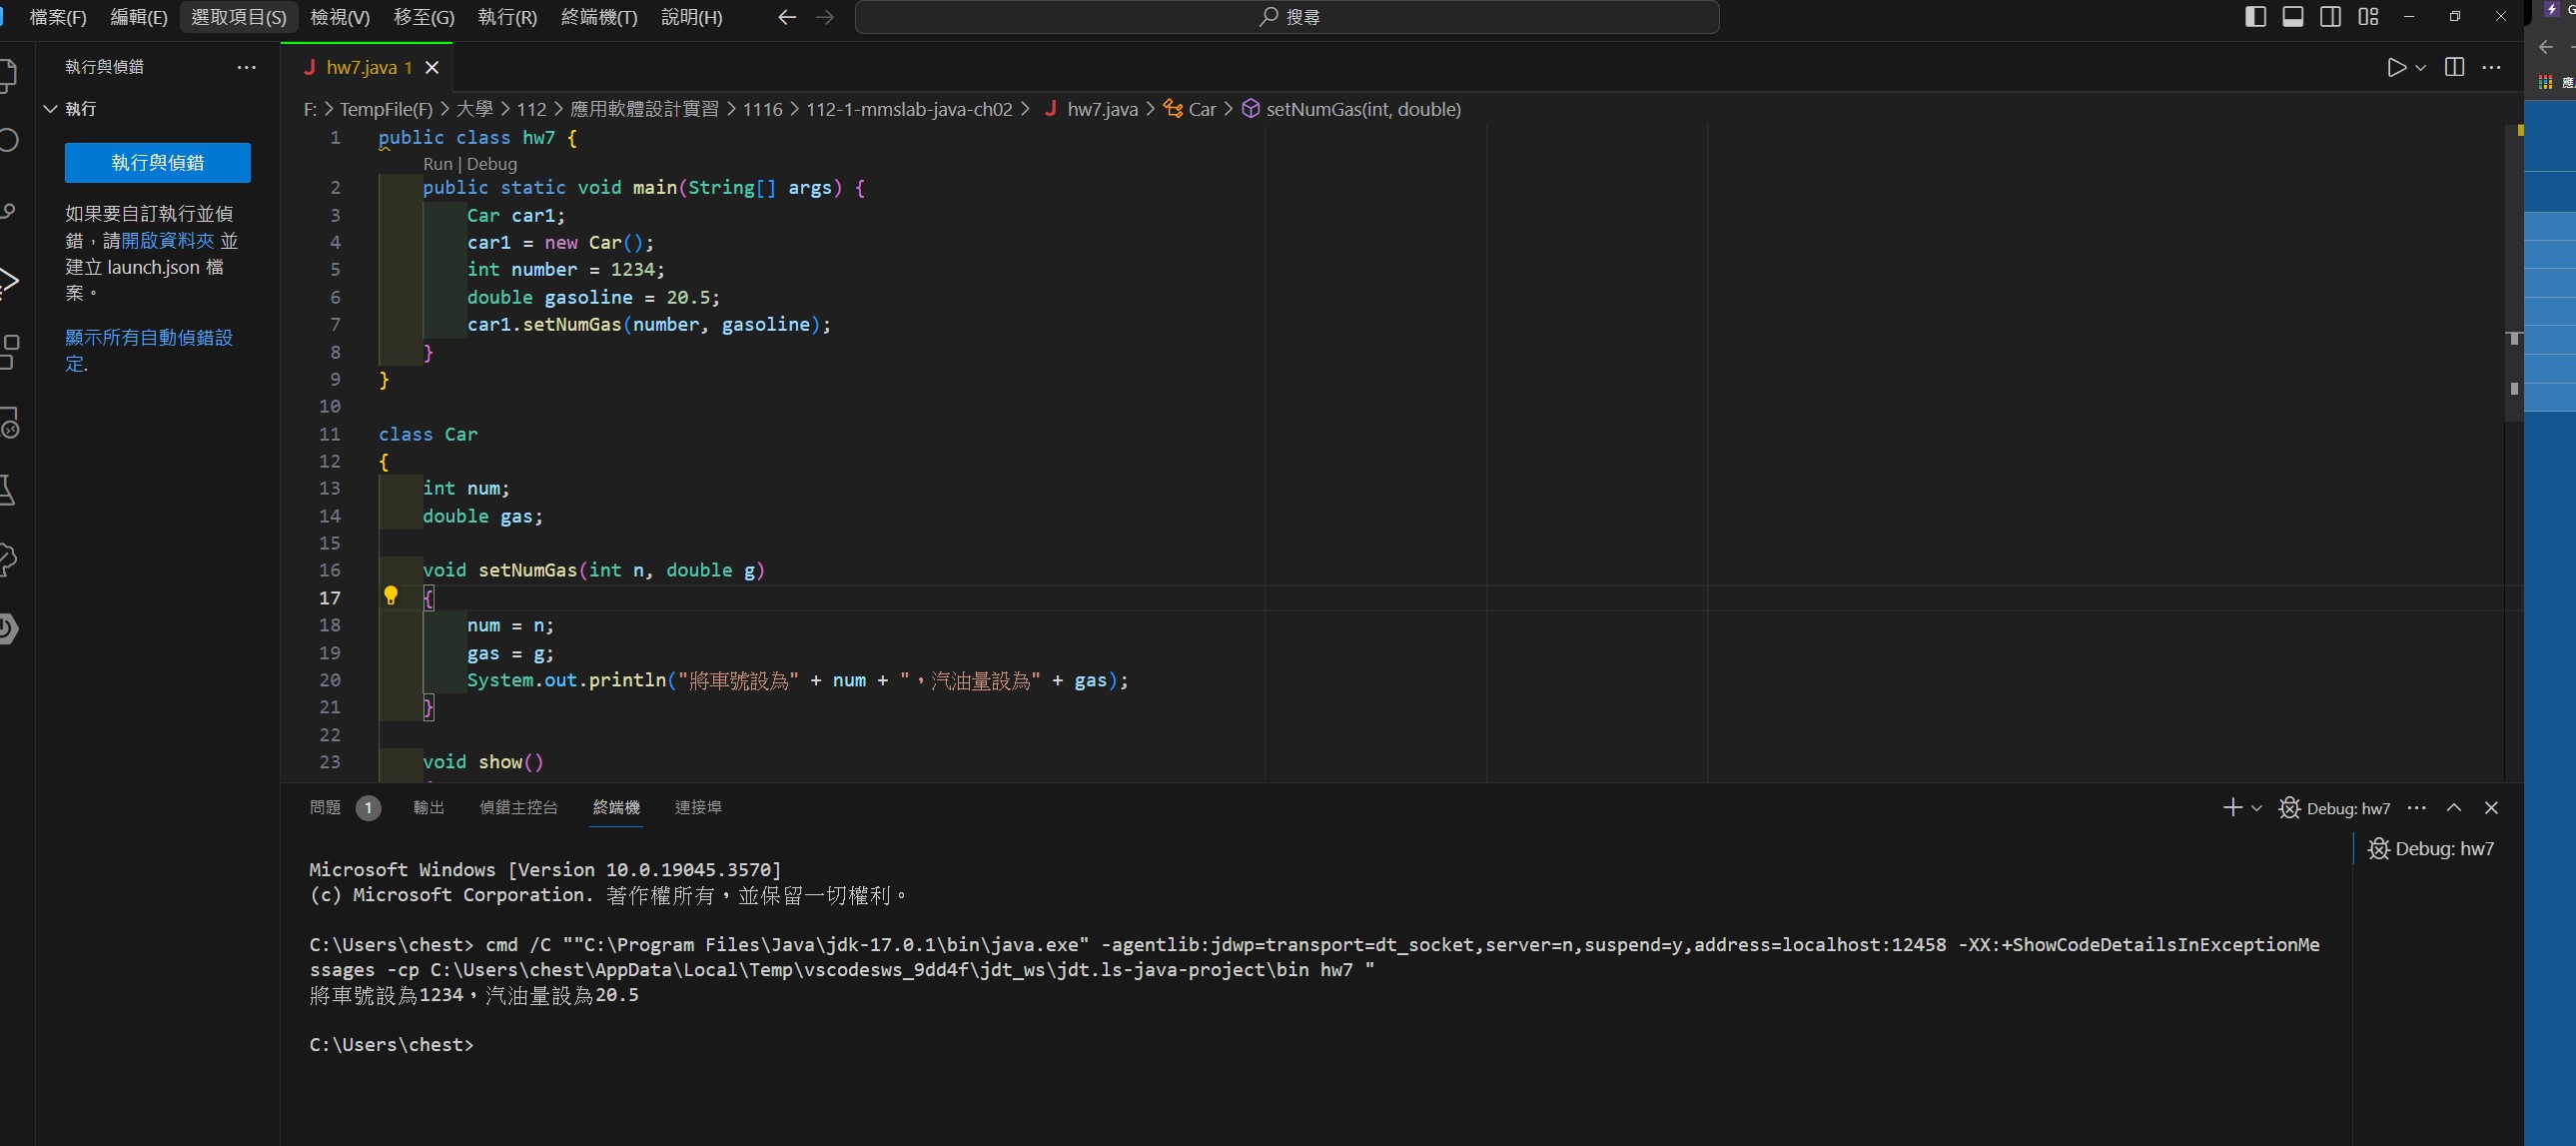 檔案(F) 編輯(E) 選取項目(S) 檢視(V) 移至(G) 執行(R) 終端機(T) 說明(H) 搜尋
執行與偵錯
執行
執行與偵錯
如果要自訂執行並偵
錯，請開啟資料夾 並
建立 launch.json 檔
案。
顯示所有自動偵錯設
定.
J hw7.java 1
F: > TempFile(F) > 大學 > 112 > 應用軟體設計實習 > 1116 > 112-1-mmslab-java-ch02 > J hw7.java > Car > setNumGas(int, double)
1 public class hw7 {
Run | Debug
2 public static void main(String[] args) {
3 Car car1;
4 car1 = new Car();
5 int number = 1234;
6 double gasoline = 20.5;
7 car1.setNumGas(number, gasoline);
8 }
9 }
10
11 class Car
12 {
13 int num;
14 double gas;
15
16 void setNumGas(int n, double g)
17 {
18 num = n;
19 gas = g;
20 System.out.println("將車號設為" + num + "，汽油量設為" + gas);
21 }
22
23 void show()
問題 1 輸出 偵錯主控台 終端機 連接埠
Debug: hw7
Debug: hw7
Microsoft Windows [Version 10.0.19045.3570]
(c) Microsoft Corporation. 著作權所有，並保留一切權利。
C:\Users\chest> cmd /C ""C:\Program Files\Java\jdk-17.0.1\bin\java.exe" -agentlib:jdwp=transport=dt_socket,server=n,suspend=y,address=localhost:12458 -XX:+ShowCodeDetailsInExceptionMe
ssages -cp C:\Users\chest\AppData\Local\Temp\vscodesws_9dd4f\jdt_ws\jdt.ls-java-project\bin hw7 "
將車號設為1234，汽油量設為20.5
C:\Users\chest>